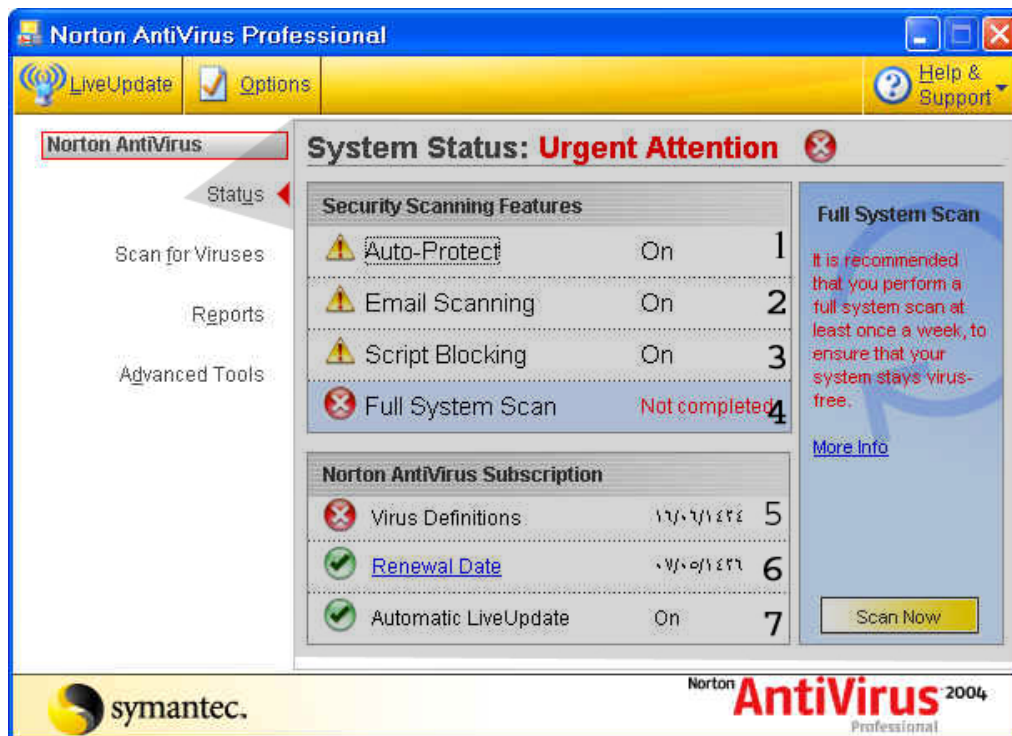 Norton AntiVirus Professional
LiveUpdate Options Help & Support
Norton AntiVirus
Status
Scan for Viruses
Reports
Advanced Tools
System Status: Urgent Attention
Security Scanning Features
Auto-Protect On 1
Email Scanning On 2
Script Blocking On 3
Full System Scan Not completed 4
Norton AntiVirus Subscription
Virus Definitions ١٦/٠٦/١٤٢٤ 5
Renewal Date ٠٧/٠٥/١٤٢٦ 6
Automatic LiveUpdate On 7
Full System Scan
It is recommended
that you perform a
full system scan at
least once a week, to
ensure that your
system stays virus-
free.
More Info
Scan Now
symantec.
Norton AntiVirus 2004
Professional